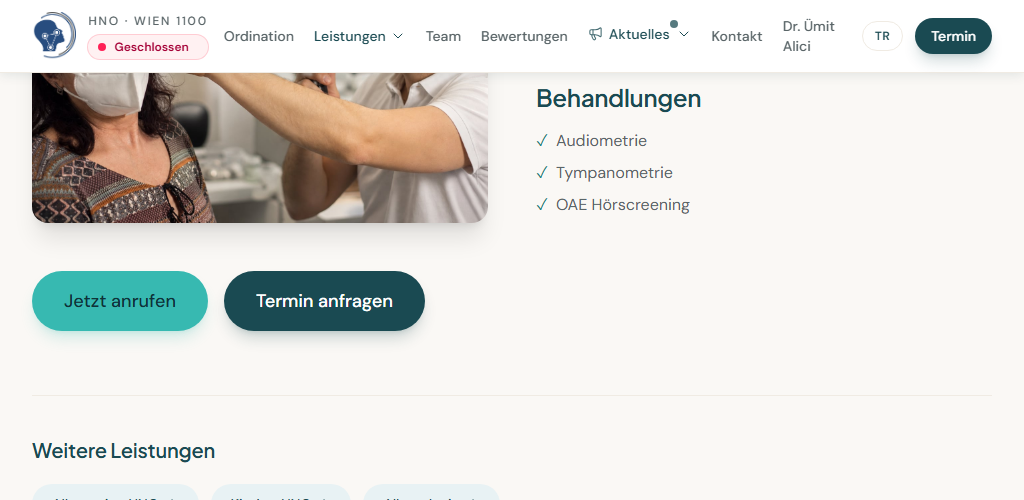 HNO · WIEN 1100
Geschlossen
Ordination
Leistungen
Team
Bewertungen
Aktuelles
Kontakt
Dr. Ümit
Alici
TR
Termin
Behandlungen
✓ Audiometrie
✓ Tympanometrie
✓ OAE Hörscreening
Jetzt anrufen
Termin anfragen
Weitere Leistungen